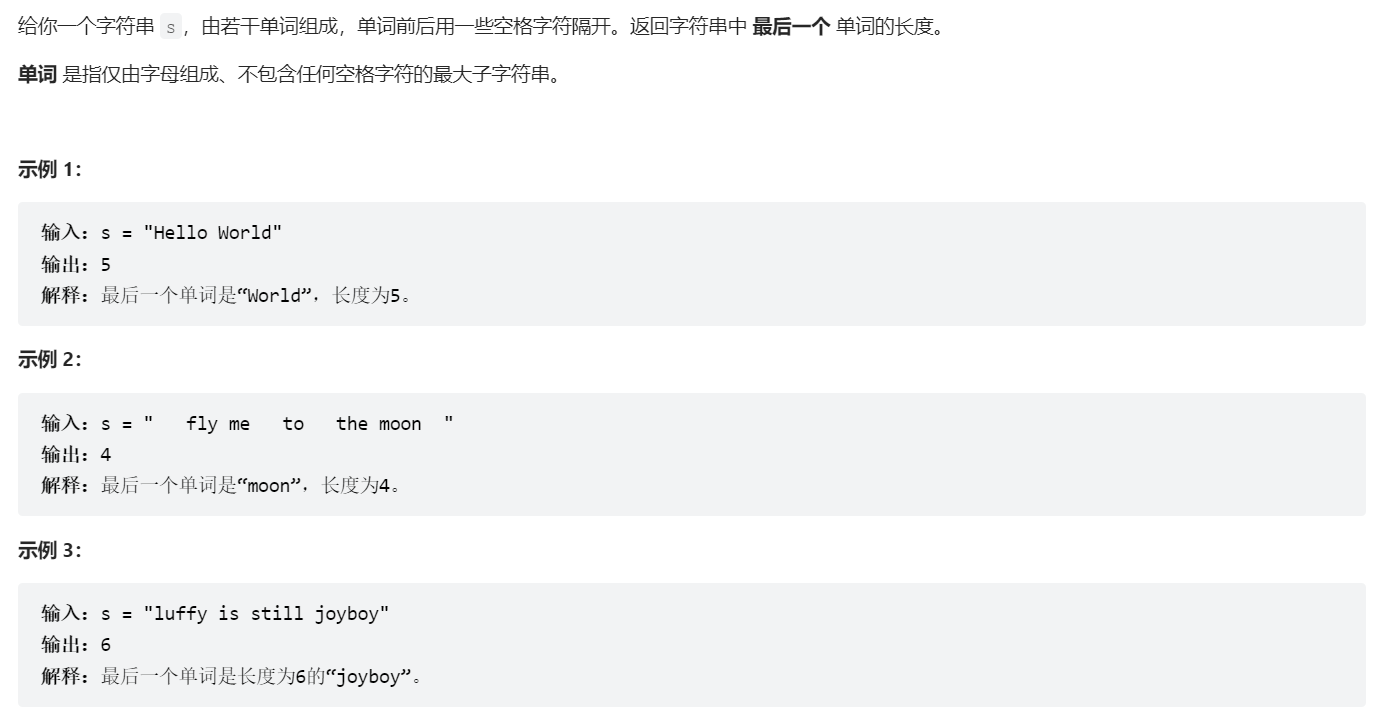 给你一个字符串 s，由若干单词组成，单词前后用一些空格字符隔开。返回字符串中 最后一个 单词的长度。
单词 是指仅由字母组成、不包含任何空格字符的最大子字符串。
示例 1：
输入：s = "Hello World"
输出：5
解释：最后一个单词是“World”，长度为5。
示例 2：
输入：s = "   fly me   to   the moon  "
输出：4
解释：最后一个单词是“moon”，长度为4。
示例 3：
输入：s = "luffy is still joyboy"
输出：6
解释：最后一个单词是长度为6的“joyboy”。